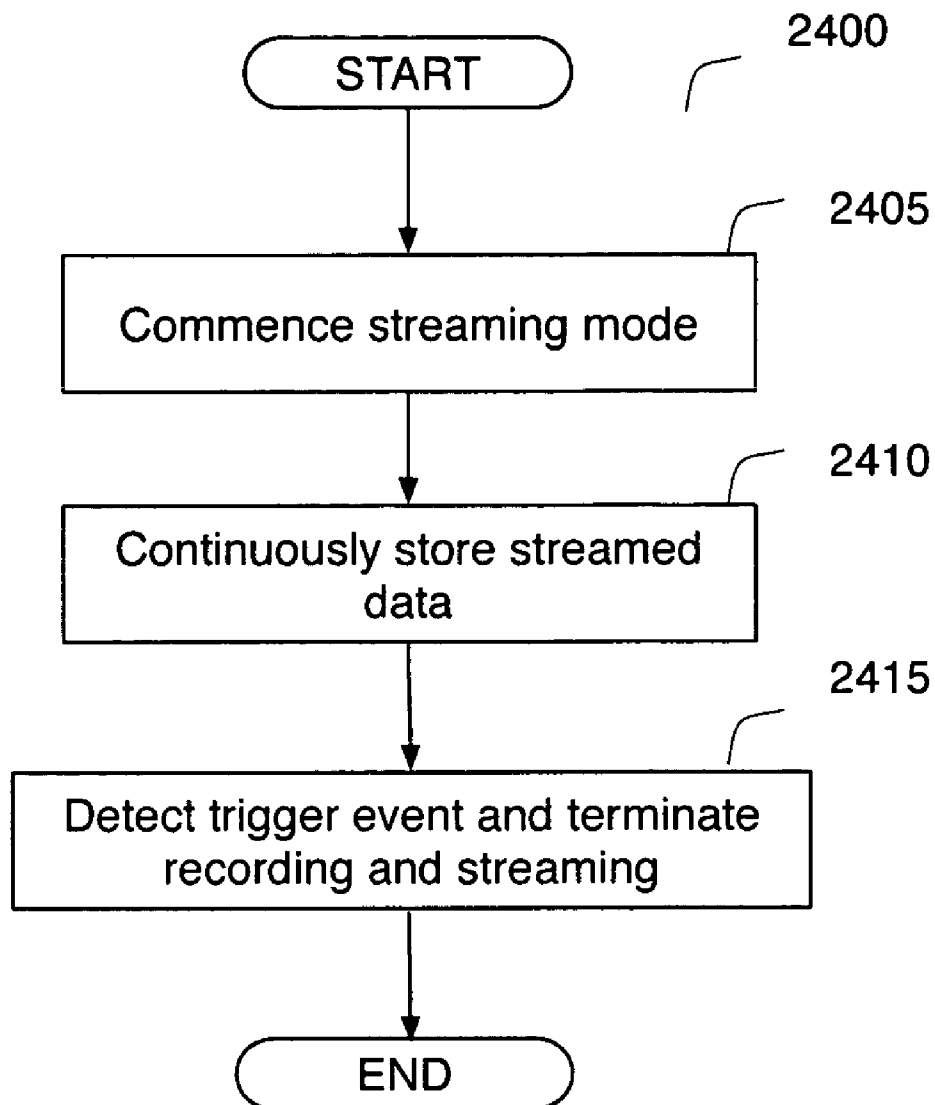 2400
START
2405
Commence streaming mode
2410
Continuously store streamed
data
2415
Detect trigger event and terminate
recording and streaming
END